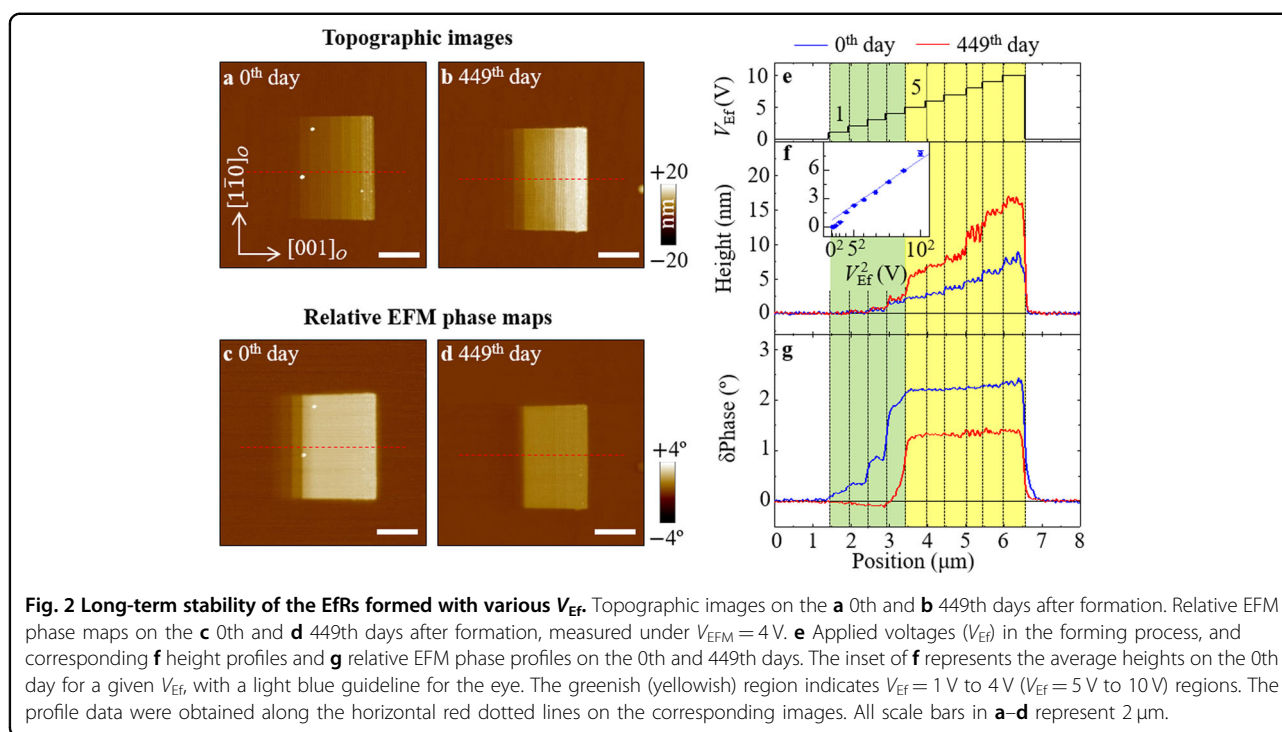 Topographic images
a 0th day
b 449th day
[11̅0]O
[001]O
+20
nm
−20
Relative EFM phase maps
c 0th day
d 449th day
+4°
−4°
0th day 449th day
e
VEf (V)
10
5
0
1
5
f
Height (nm)
25
20
15
10
5
0
6
3
0
0² 5² 10²
V²Ef (V)
g
δPhase (°)
3
2
1
0
0 1 2 3 4 5 6 7 8
Position (μm)
Fig. 2 Long-term stability of the EfRs formed with various VEf. Topographic images on the a 0th and b 449th days after formation. Relative EFM
phase maps on the c 0th and d 449th days after formation, measured under VEFM = 4 V. e Applied voltages (VEf) in the forming process, and
corresponding f height profiles and g relative EFM phase profiles on the 0th and 449th days. The inset of f represents the average heights on the 0th
day for a given VEf, with a light blue guideline for the eye. The greenish (yellowish) region indicates VEf = 1 V to 4 V (VEf = 5 V to 10 V) regions. The
profile data were obtained along the horizontal red dotted lines on the corresponding images. All scale bars in a–d represent 2 μm.